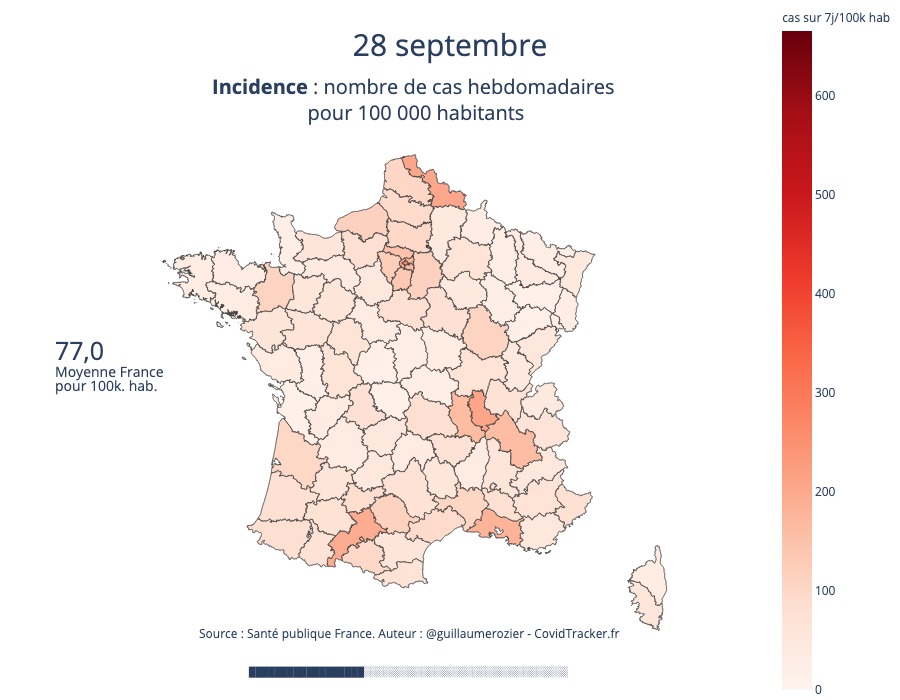 cas sur 7j/100k hab
28 septembre
Incidence : nombre de cas hebdomadaires
pour 100 000 habitants
600
500
400
300
200
100
0
77,0
Moyenne France
pour 100k. hab.
Source : Santé publique France. Auteur : @guillaumerozier - CovidTracker.fr